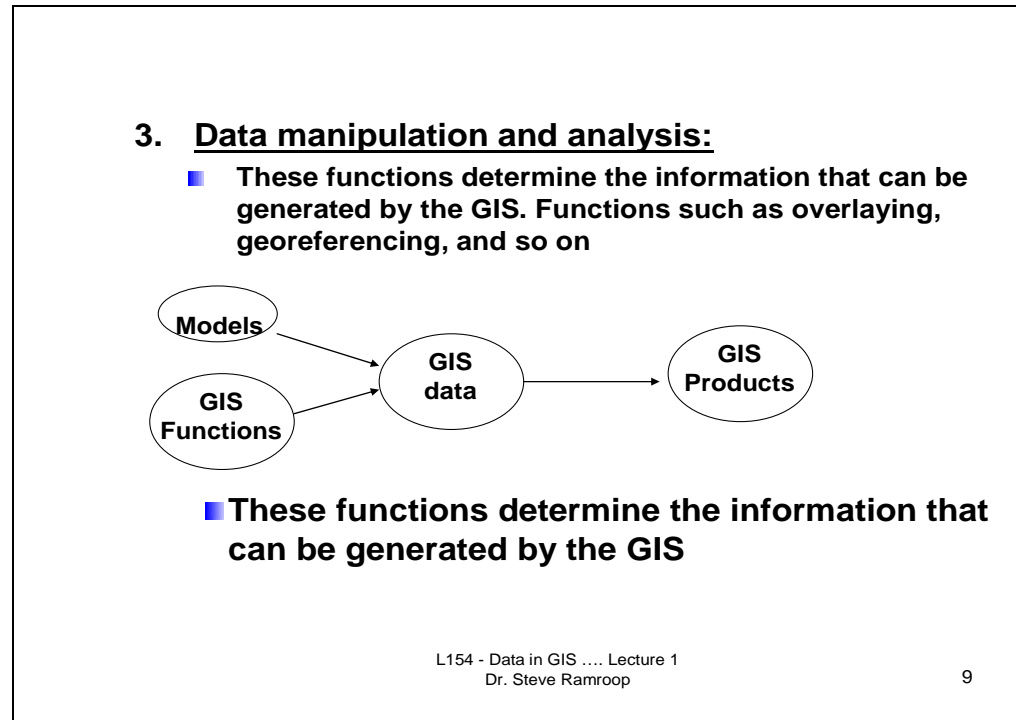 3. Data manipulation and analysis:
These functions determine the information that can be
generated by the GIS. Functions such as overlaying,
georeferencing, and so on
Models
GIS
Functions
GIS
data
GIS
Products
These functions determine the information that
can be generated by the GIS
L154 - Data in GIS …. Lecture 1
Dr. Steve Ramroop
9